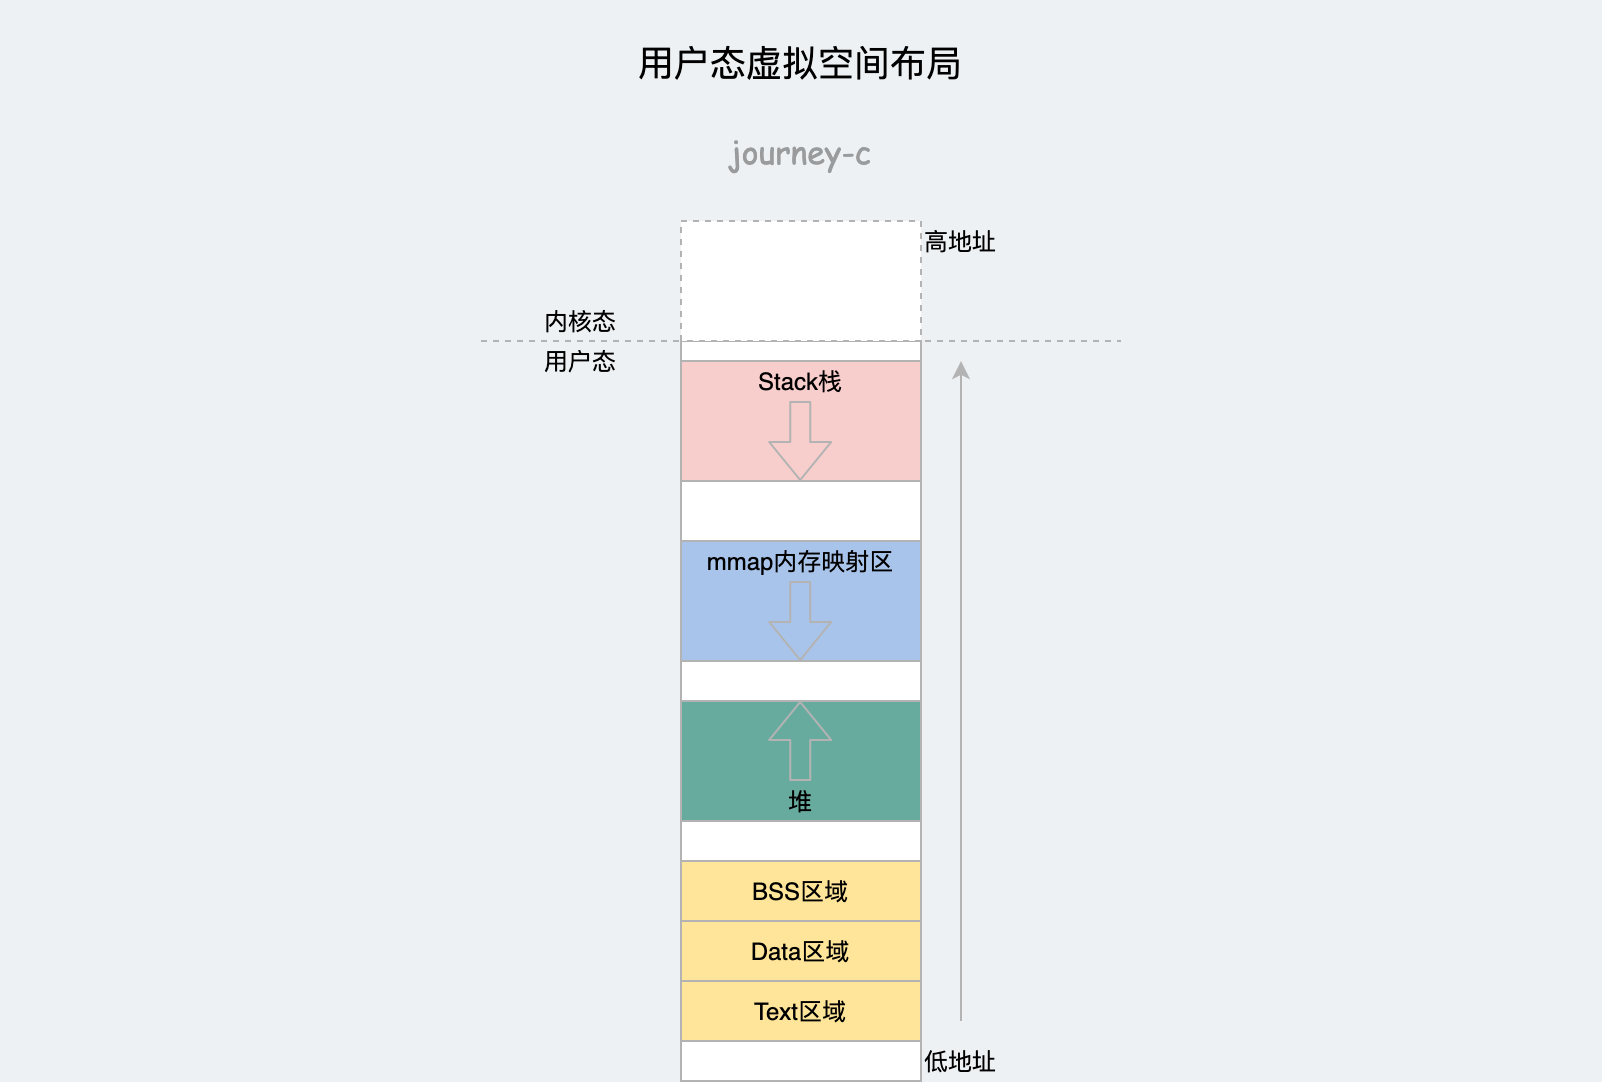 用户态虚拟空间布局
journey-c
高地址
内核态
用户态
Stack栈
mmap内存映射区
堆
BSS区域
Data区域
Text区域
低地址